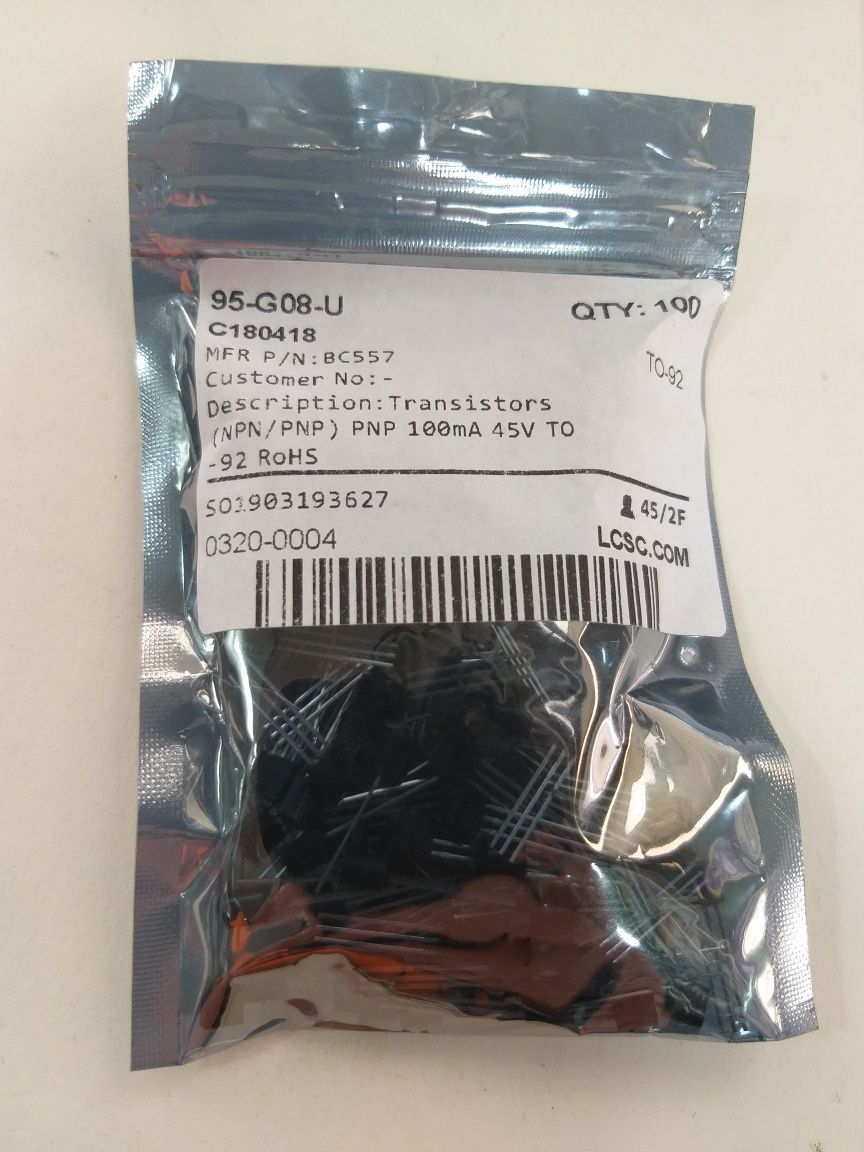 95-G08-U QTY: 100
C180418
MFR P/N:BC557
TO-92
Customer No:-
Description:Transistors
(NPN/PNP) PNP 100mA 45V TO
-92 RoHS
SO1903193627 45/2F
0320-0004 LCSC.COM